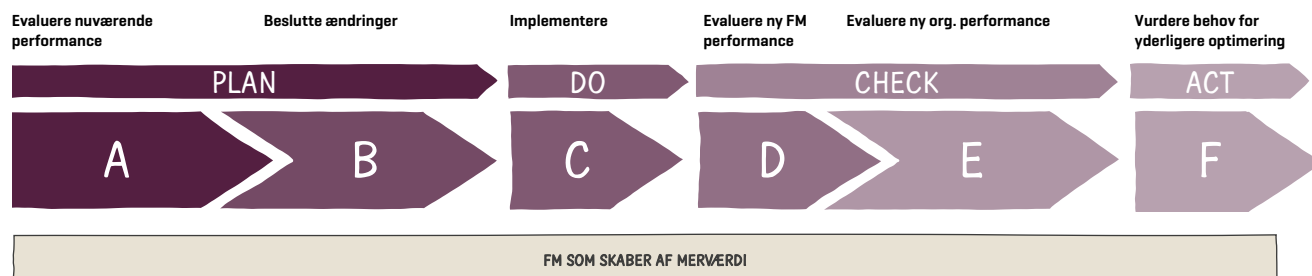 Evaluere nuværende
performance
Beslutte ændringer
Implementere
Evaluere ny FM
performance
Evaluere ny org. performance
Vurdere behov for
yderligere optimering
PLAN
DO
CHECK
ACT
A
B
C
D
E
F
FM SOM SKABER AF MERVÆRDI